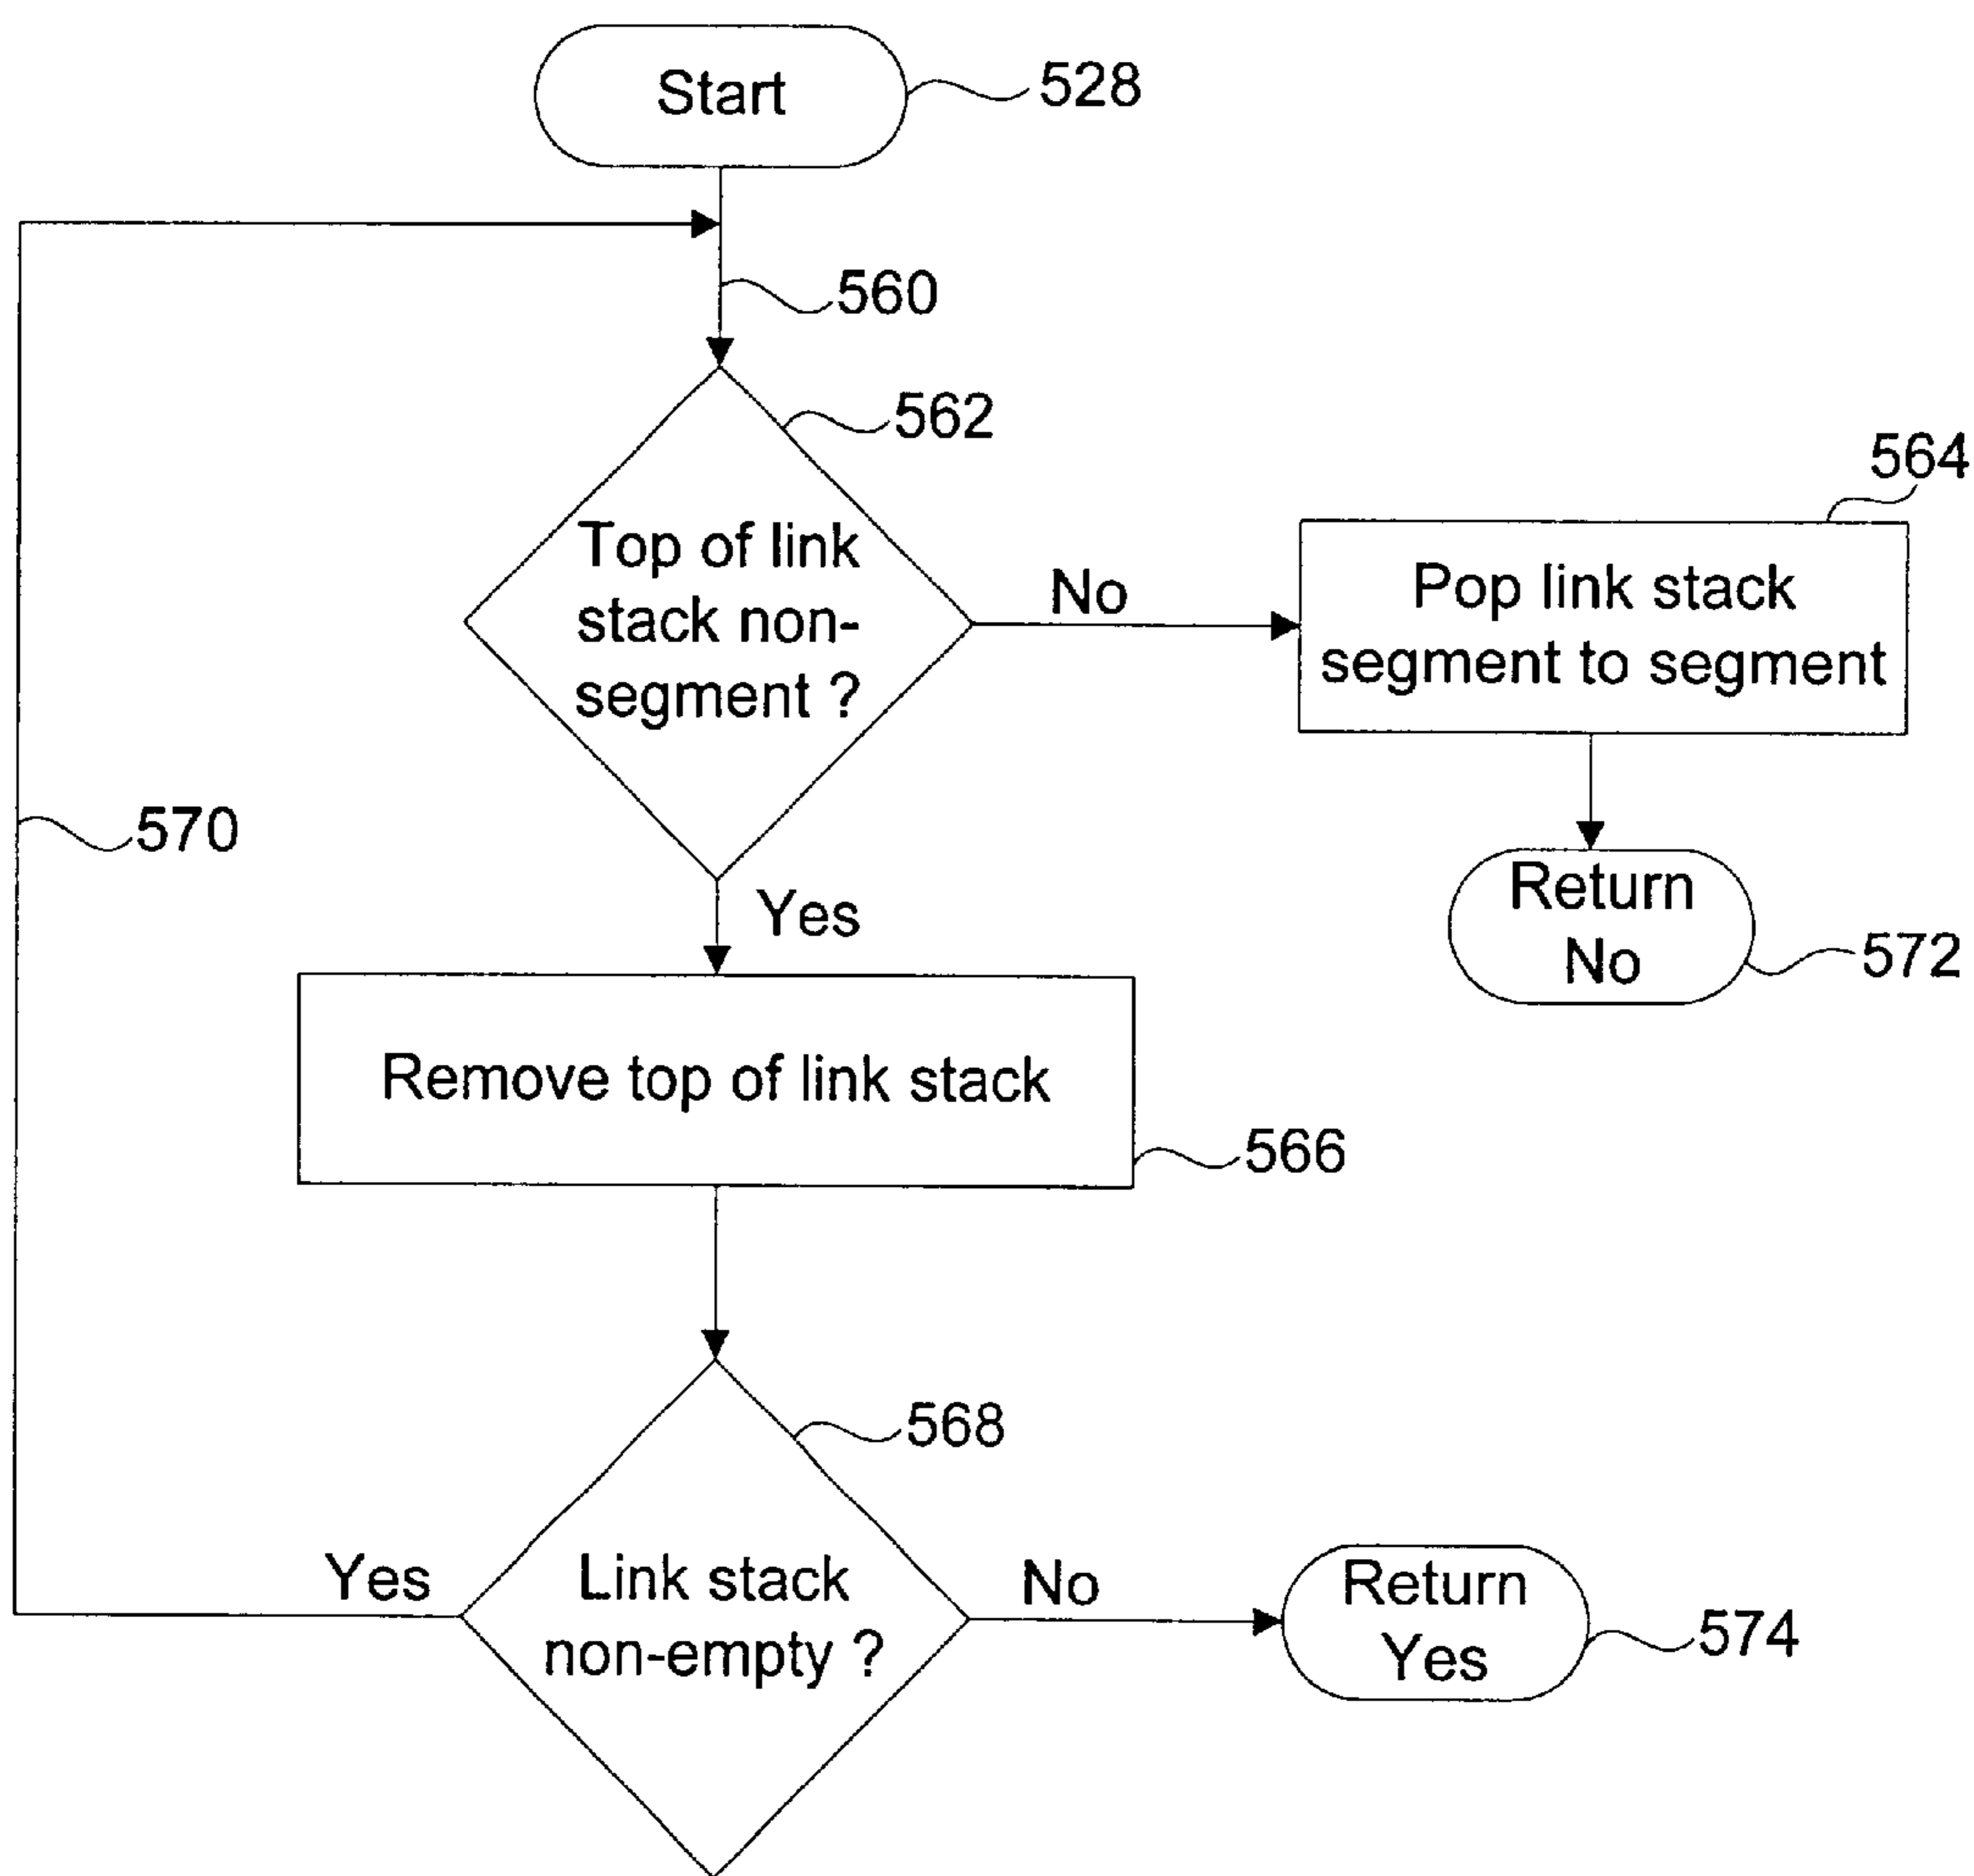 Start
528
560
562
Top of link
stack non-
segment ?
No
564
Pop link stack
segment to segment
570
Yes
Return
No
572
Remove top of link stack
566
568
Yes
Link stack
non-empty ?
No
Return
Yes
574